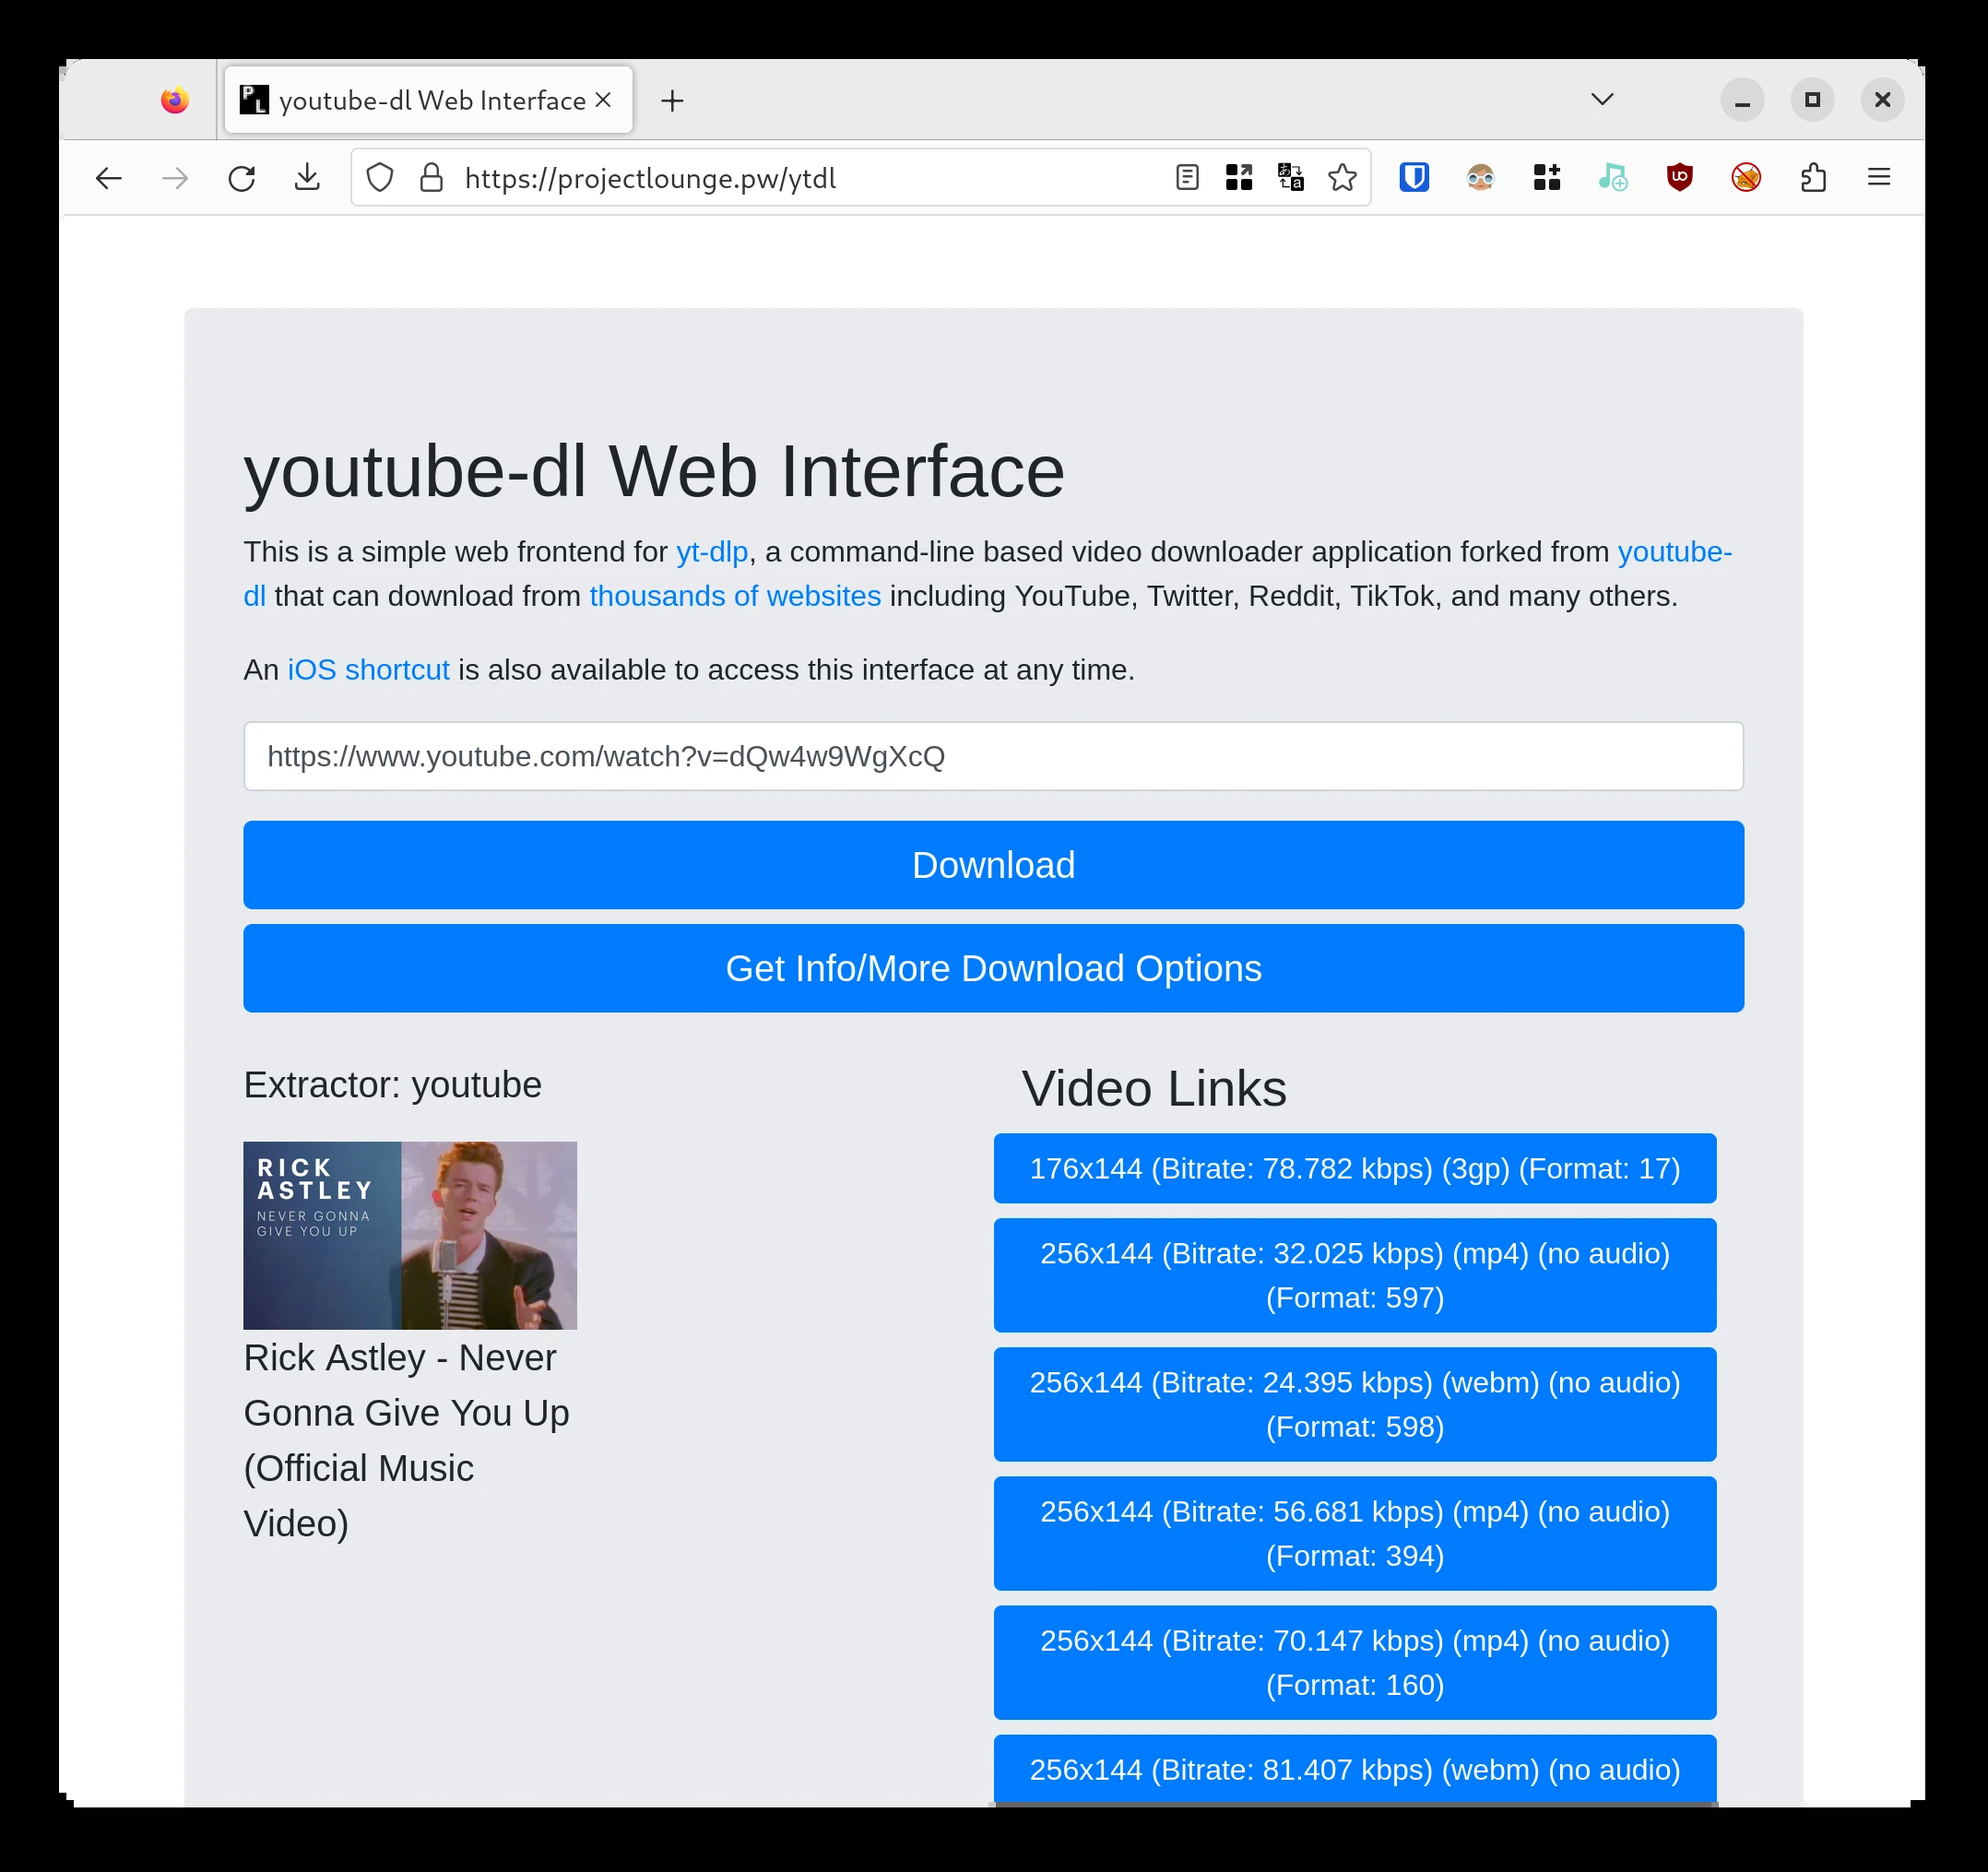 youtube-dl Web Interface
https://projectlounge.pw/ytdl
youtube-dl Web Interface
This is a simple web frontend for yt-dlp, a command-line based video downloader application forked from youtube-
dl that can download from thousands of websites including YouTube, Twitter, Reddit, TikTok, and many others.
An iOS shortcut is also available to access this interface at any time.
https://www.youtube.com/watch?v=dQw4w9WgXcQ
Download
Get Info/More Download Options
Extractor: youtube
RICK
ASTLEY
NEVER GONNA
GIVE YOU UP
Rick Astley - Never
Gonna Give You Up
(Official Music
Video)
Video Links
176x144 (Bitrate: 78.782 kbps) (3gp) (Format: 17)
256x144 (Bitrate: 32.025 kbps) (mp4) (no audio)
(Format: 597)
256x144 (Bitrate: 24.395 kbps) (webm) (no audio)
(Format: 598)
256x144 (Bitrate: 56.681 kbps) (mp4) (no audio)
(Format: 394)
256x144 (Bitrate: 70.147 kbps) (mp4) (no audio)
(Format: 160)
256x144 (Bitrate: 81.407 kbps) (webm) (no audio)